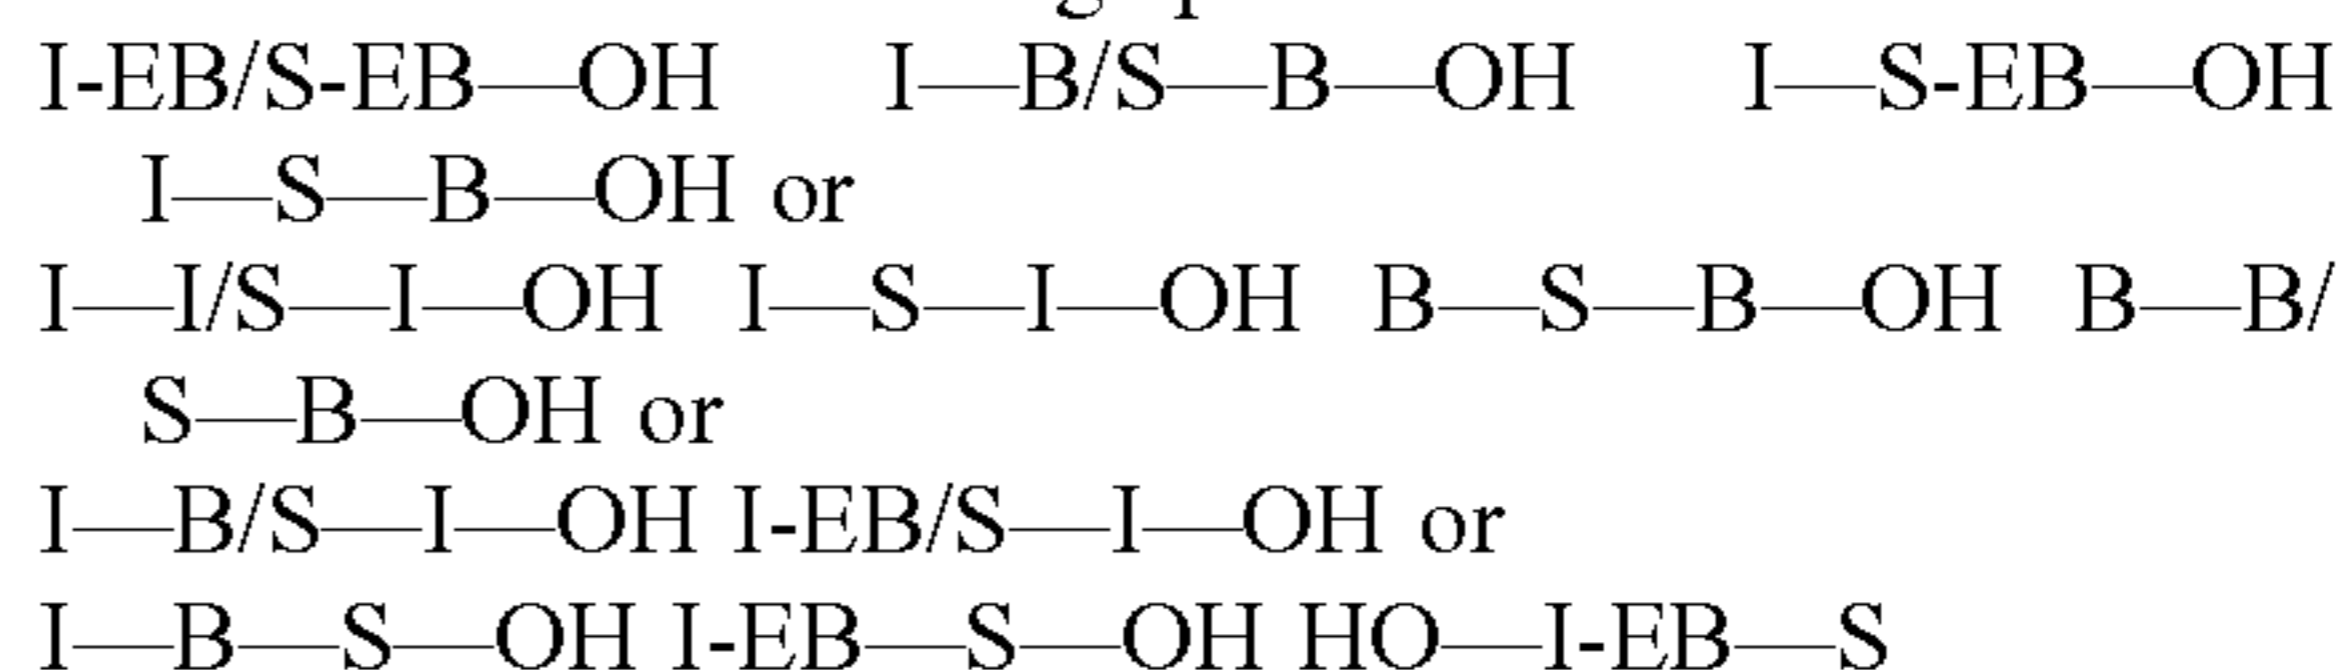 I-EB/S-EB—OH I—B/S—B—OH I—S-EB—OH
I—S—B—OH or
I—I/S—I—OH I—S—I—OH B—S—B—OH B—B/
S—B—OH or
I—B/S—I—OH I-EB/S—I—OH or
I—B—S—OH I-EB—S—OH HO—I-EB—S